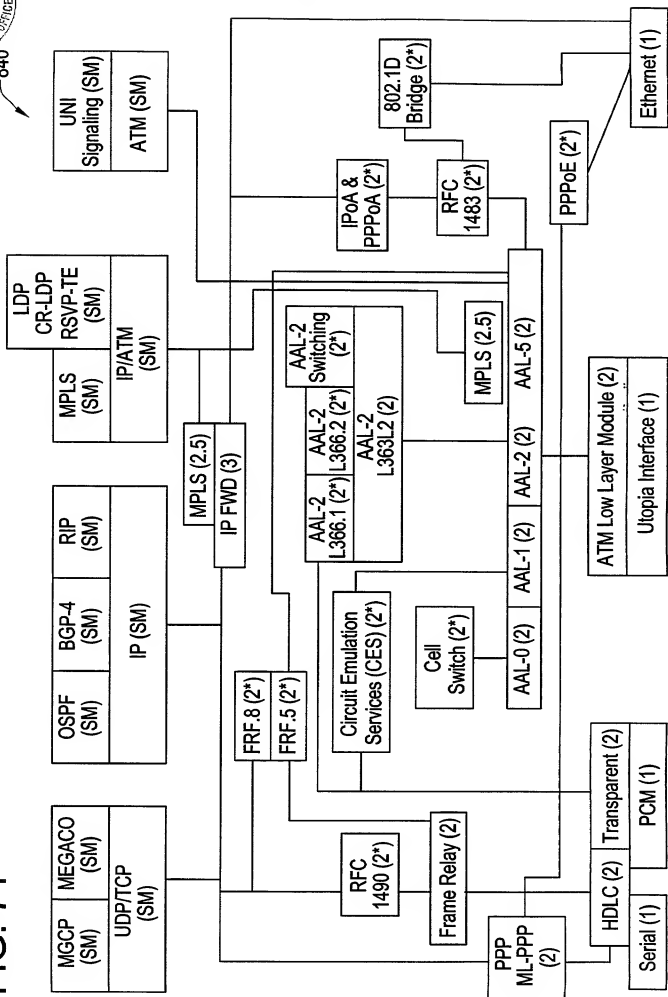 FIG. 11
OFFICE
640
MGCP
(SM)
MEGACO
(SM)
UDP/TCP
(SM)
OSPF
(SM)
BGP-4
(SM)
RIP
(SM)
IP (SM)
MPLS
(SM)
LDP
CR-LDP
RSVP-TE
(SM)
IP/ATM
(SM)
UNI
Signaling (SM)
ATM (SM)
MPLS (2.5)
IP FWD (3)
FRF.8 (2*)
FRF.5 (2*)
AAL-2
L366.1 (2*)
AAL-2
L366.2 (2*)
AAL-2
Switching
(2*)
AAL-2
L363L2 (2)
IPoA &
PPPoA (2*)
802.1D
Bridge (2*)
RFC
1483 (2*)
RFC
1490 (2*)
Circuit Emulation
Services (CES) (2*)
MPLS (2.5)
Frame Relay (2)
Cell
Switch (2*)
AAL-0 (2)
AAL-1 (2)
AAL-2 (2)
AAL-5 (2)
PPP
ML-PPP
(2)
PPPoE (2*)
HDLC (2)
Transparent (2)
Serial (1)
PCM (1)
ATM Low Layer Module (2)
Utopia Interface (1)
Ethernet (1)